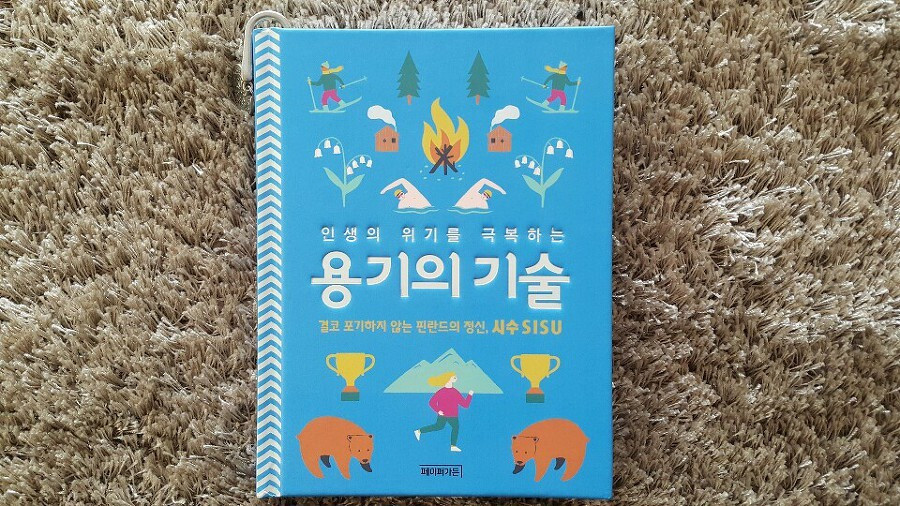 인생의 위기를 극복하는
용기의 기술
결코 포기하지 않는 핀란드의 정신, 시수 SISU
페이퍼가든